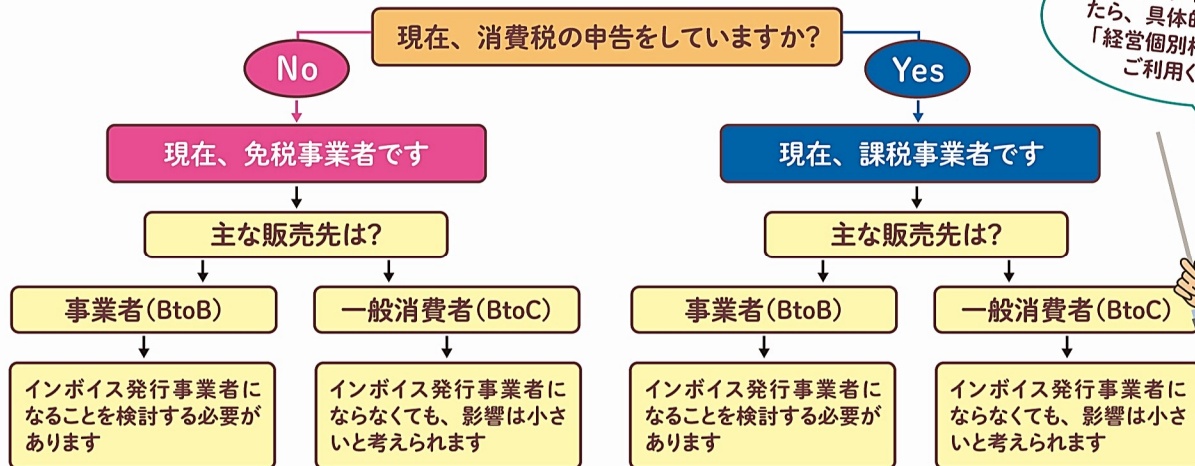 現在、消費税の申告をしていますか?
たら、具体的
「経営個別
ご利用く
No
Yes
現在、免税事業者です
現在、課税事業者です
主な販売先は?
主な販売先は?
事業者(BtoB)
一般消費者(BtoC)
事業者(BtoB)
一般消費者(BtoC)
インボイス発行事業者に
なることを検討する必要が
あります
インボイス発行事業者に
ならなくても、影響は小さ
いと考えられます
インボイス発行事業者に
なることを検討する必要が
あります
インボイス発行事業者に
ならなくても、影響は小さ
いと考えられます